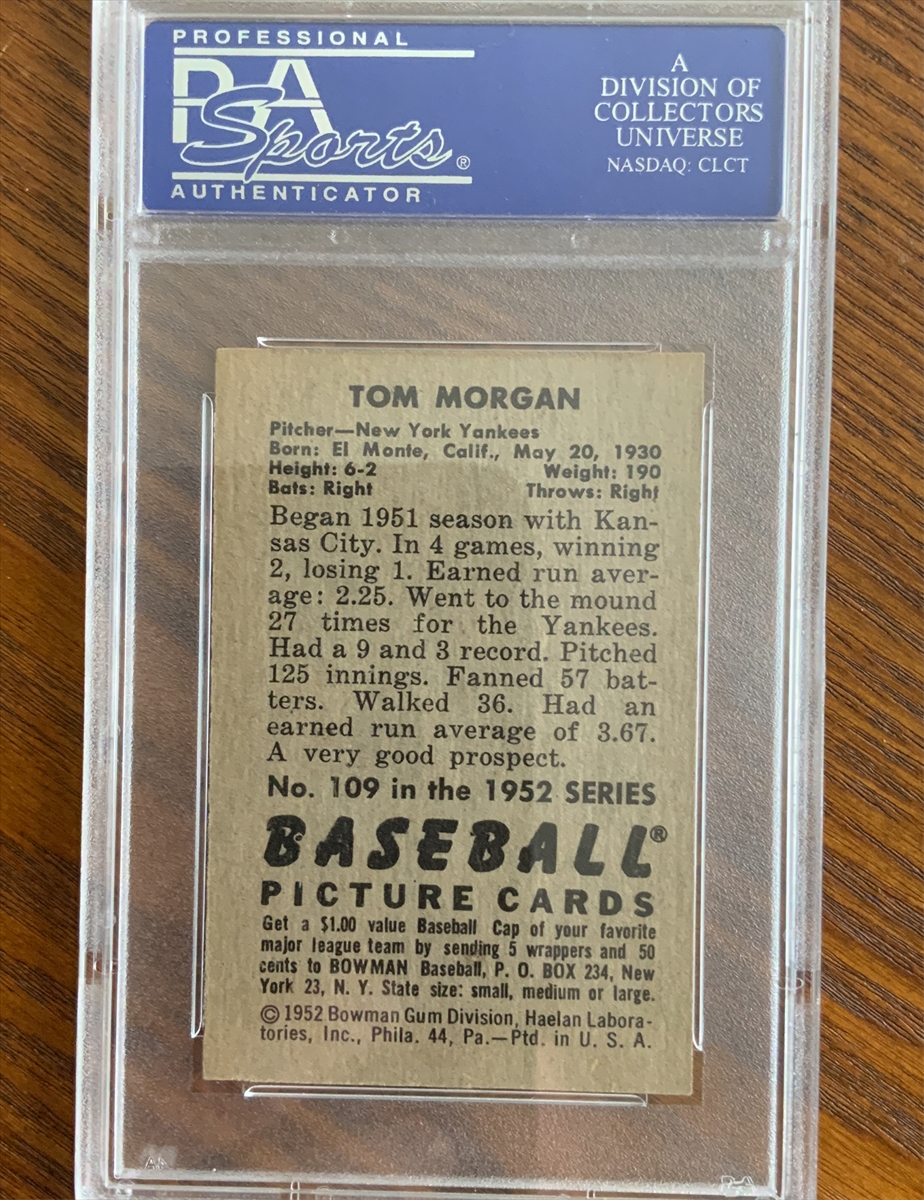 PROFESSIONAL
PSA
Sports®
AUTHENTICATOR
A
DIVISION OF
COLLECTORS
UNIVERSE
NASDAQ: CLCT
TOM MORGAN
Pitcher—New York Yankees
Born: El Monte, Calif., May 20, 1930
Height: 6-2 Weight: 190
Bats: Right Throws: Right
Began 1951 season with Kan-
sas City. In 4 games, winning
2, losing 1. Earned run aver-
age: 2.25. Went to the mound
27 times for the Yankees.
Had a 9 and 3 record. Pitched
125 innings. Fanned 57 bat-
ters. Walked 36. Had an
earned run average of 3.67.
A very good prospect.
No. 109 in the 1952 SERIES
BASEBALL®
PICTURE CARDS
Get a $1.00 value Baseball Cap of your favorite
major league team by sending 5 wrappers and 50
cents to BOWMAN Baseball, P. O. BOX 234, New
York 23, N. Y. State size: small, medium or large.
© 1952 Bowman Gum Division, Haelan Labora-
tories, Inc., Phila. 44, Pa.—Ptd. in U. S. A.